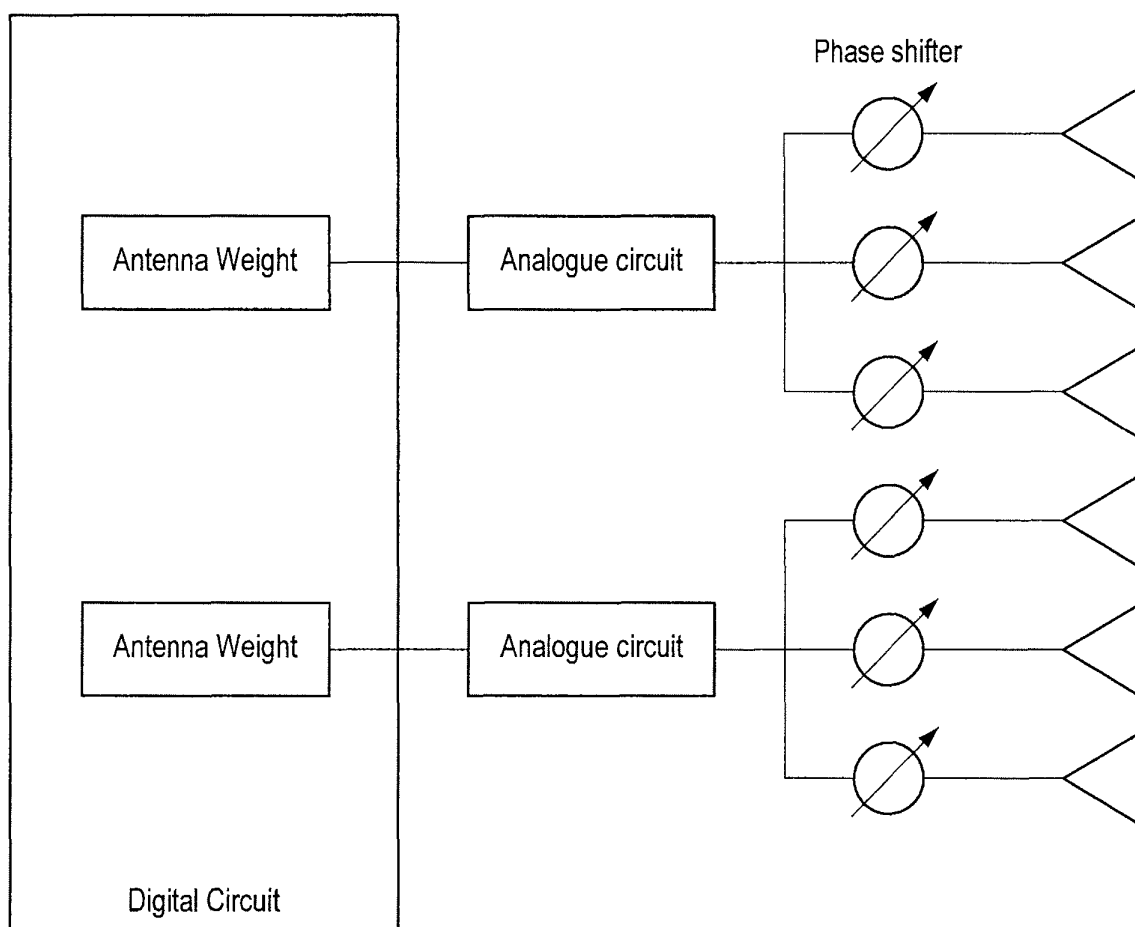 Phase shifter
Antenna Weight
Analogue circuit
Antenna Weight
Analogue circuit
Digital Circuit